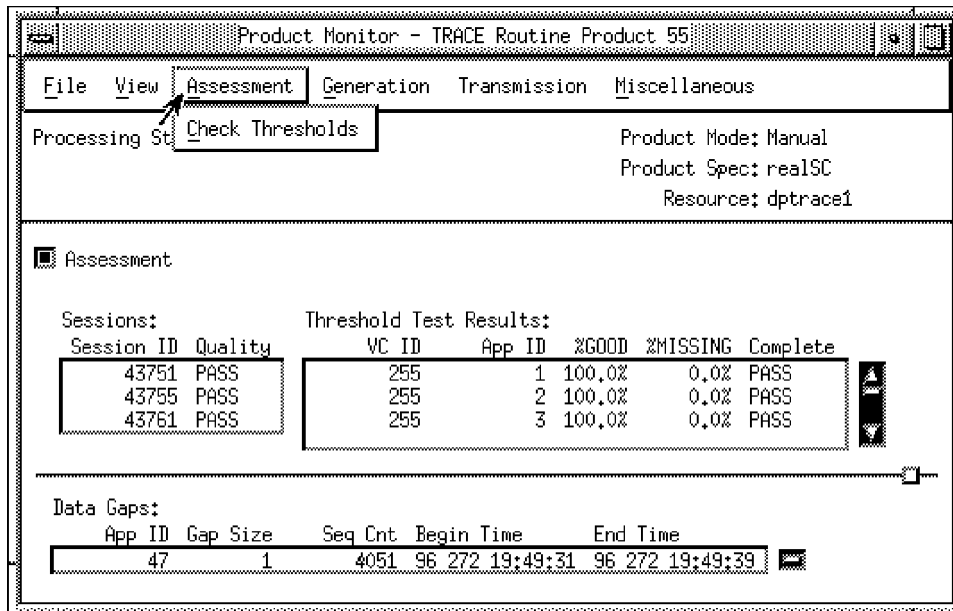 Product Monitor - TRACE Routine Product 55
File View Assessment Generation Transmission Miscellaneous
Check Thresholds
Processing St
Product Mode: Manual
Product Spec: realSC
Resource: dptrace1
Assessment
Sessions:
Session ID Quality
43751 PASS
43755 PASS
43761 PASS
Threshold Test Results:
VC ID App ID %GOOD %MISSING Complete
255 1 100.0% 0.0% PASS
255 2 100.0% 0.0% PASS
255 3 100.0% 0.0% PASS
Data Gaps:
App ID Gap Size Seq Cnt Begin Time End Time
47 1 4051 96 272 19:49:31 96 272 19:49:39